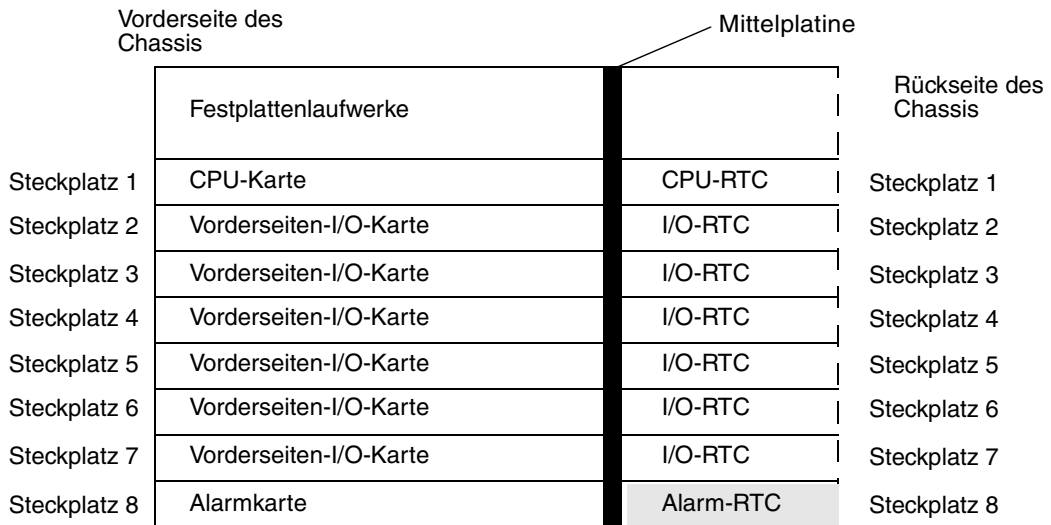 Vorderseite des
Chassis
Mittelplatine
Rückseite des
Chassis
Festplattenlaufwerke
Steckplatz 1 CPU-Karte CPU-RTC Steckplatz 1
Steckplatz 2 Vorderseiten-I/O-Karte I/O-RTC Steckplatz 2
Steckplatz 3 Vorderseiten-I/O-Karte I/O-RTC Steckplatz 3
Steckplatz 4 Vorderseiten-I/O-Karte I/O-RTC Steckplatz 4
Steckplatz 5 Vorderseiten-I/O-Karte I/O-RTC Steckplatz 5
Steckplatz 6 Vorderseiten-I/O-Karte I/O-RTC Steckplatz 6
Steckplatz 7 Vorderseiten-I/O-Karte I/O-RTC Steckplatz 7
Steckplatz 8 Alarmkarte Alarm-RTC Steckplatz 8